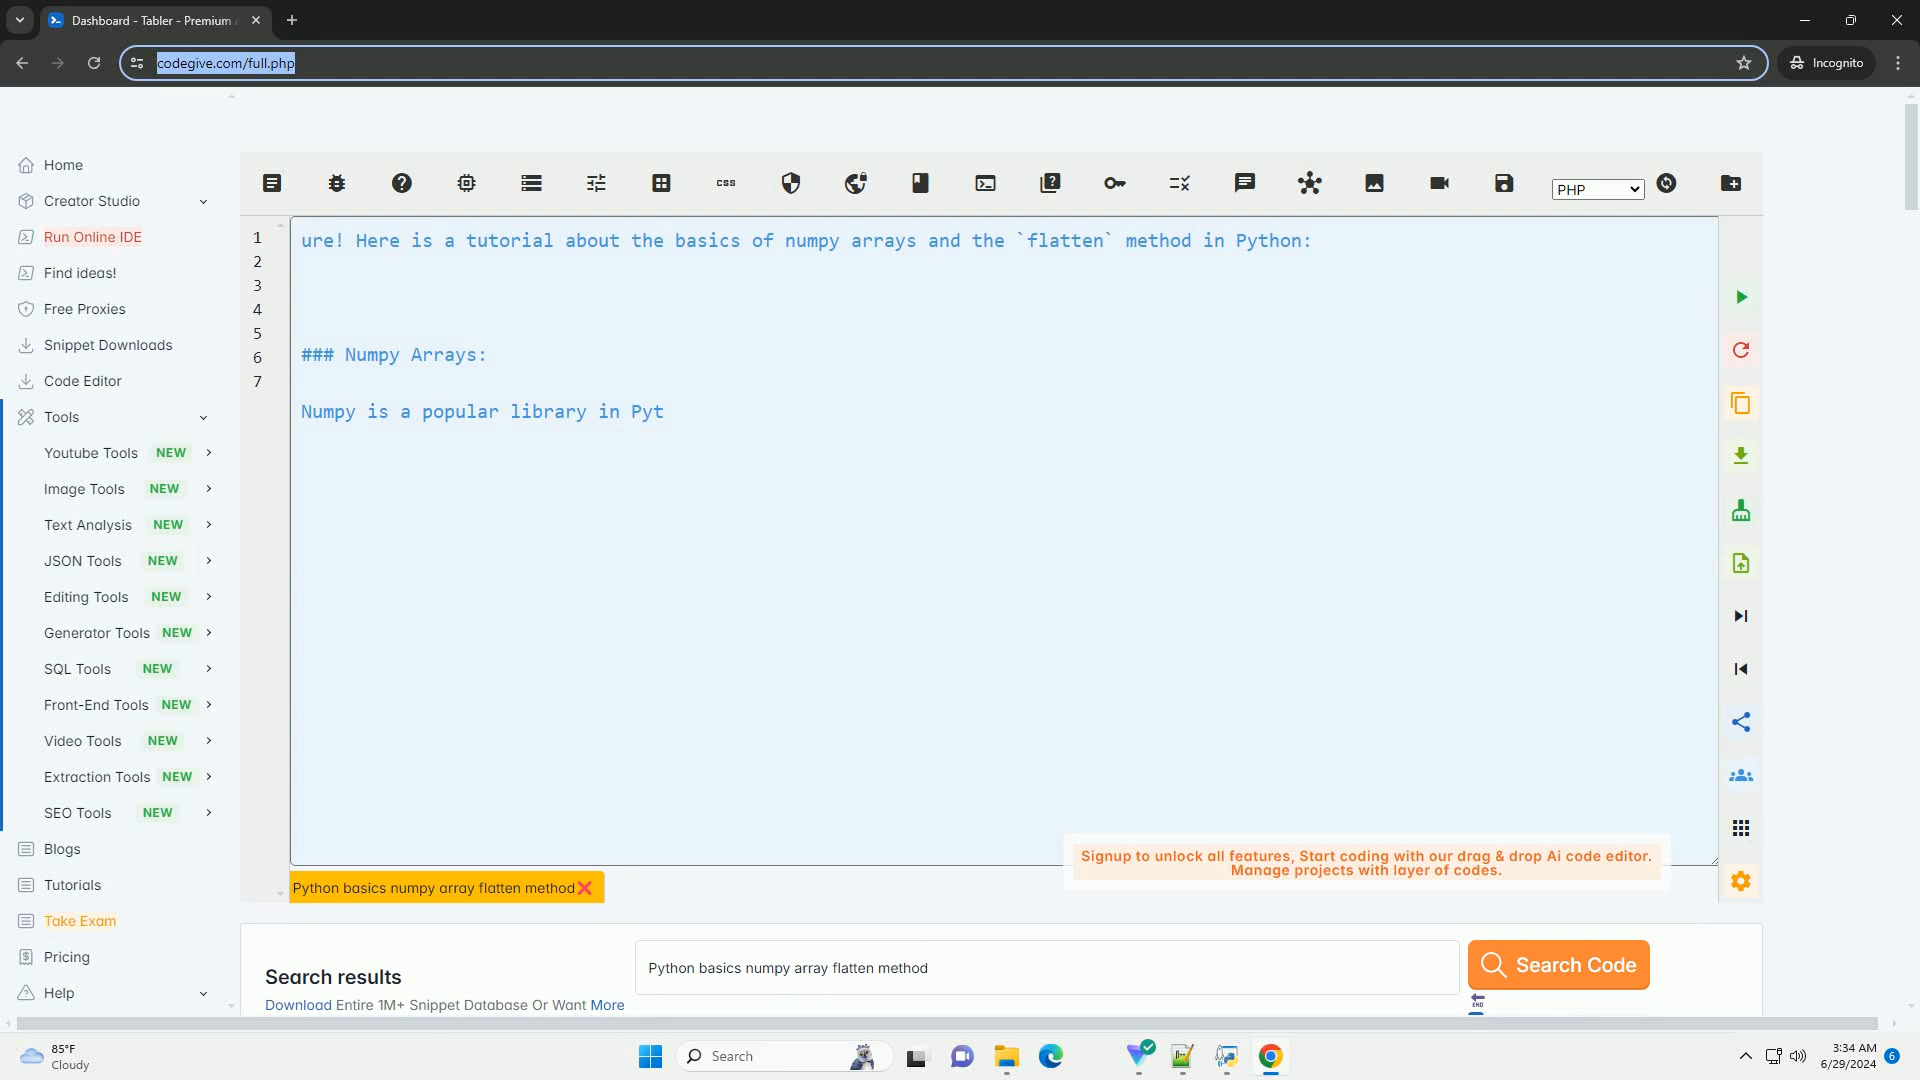 Dashboard - Tabler - Premium
codegive.com/full.php
Incognito
Home
Creator Studio
Run Online IDE
Find ideas!
Free Proxies
Snippet Downloads
Code Editor
Tools
Youtube Tools NEW
Image Tools NEW
Text Analysis NEW
JSON Tools NEW
Editing Tools NEW
Generator Tools NEW
SQL Tools NEW
Front-End Tools NEW
Video Tools NEW
Extraction Tools NEW
SEO Tools NEW
Blogs
Tutorials
Take Exam
Pricing
Help
css
PHP
1
2
3
4
5
6
7
ure! Here is a tutorial about the basics of numpy arrays and the `flatten` method in Python:
### Numpy Arrays:
Numpy is a popular library in Pyt
Signup to unlock all features, Start coding with our drag & drop Ai code editor.
Manage projects with layer of codes.
Python basics numpy array flatten method❌
Search results
Download Entire 1M+ Snippet Database Or Want More
Python basics numpy array flatten method
Search Code
END
85°F
Cloudy
Search
3:34 AM
6/29/2024
6